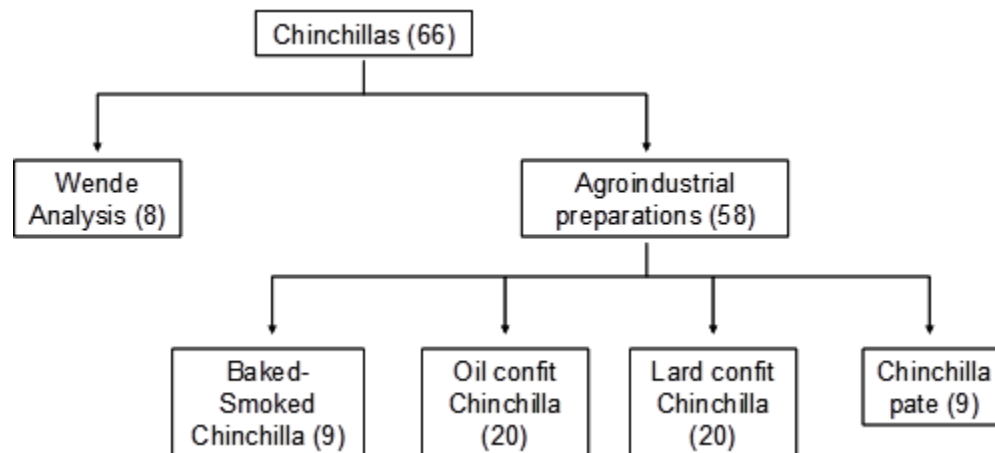 Chinchillas (66)
Wende
Analysis (8)
Agroindustrial
preparations (58)
Baked-
Smoked
Chinchilla (9)
Oil confit
Chinchilla
(20)
Lard confit
Chinchilla
(20)
Chinchilla
pate (9)